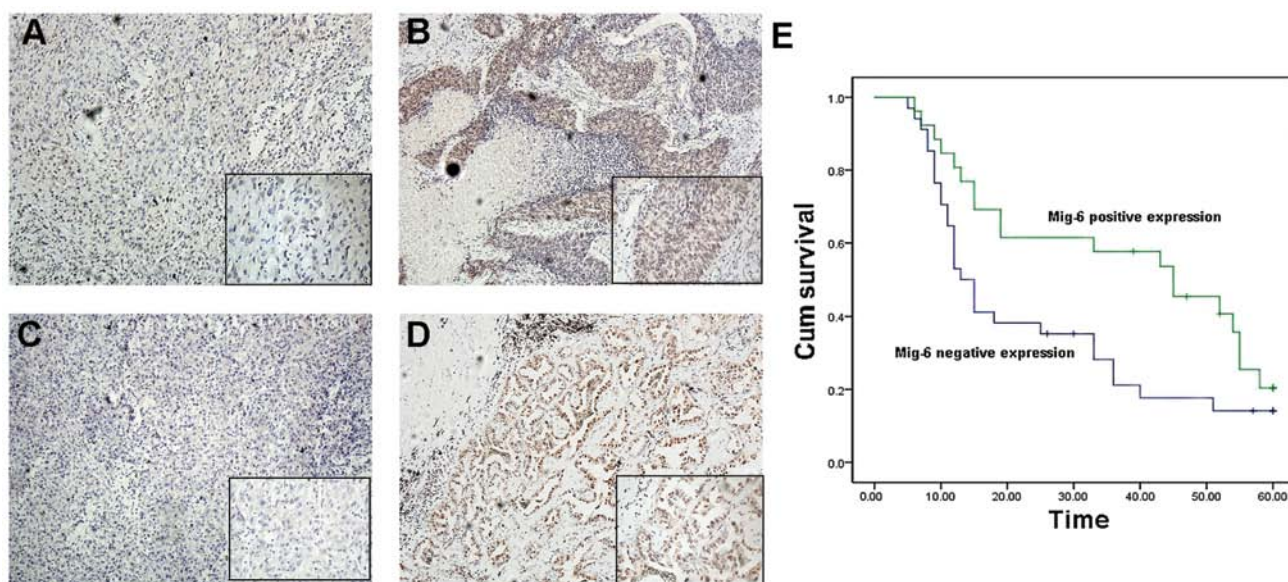 A
B
C
D
E
Cum survival
1.0
0.8
0.6
0.4
0.2
0.0
Mig-6 positive expression
Mig-6 negative expression
0.00 10.00 20.00 30.00 40.00 50.00 60.00
Time